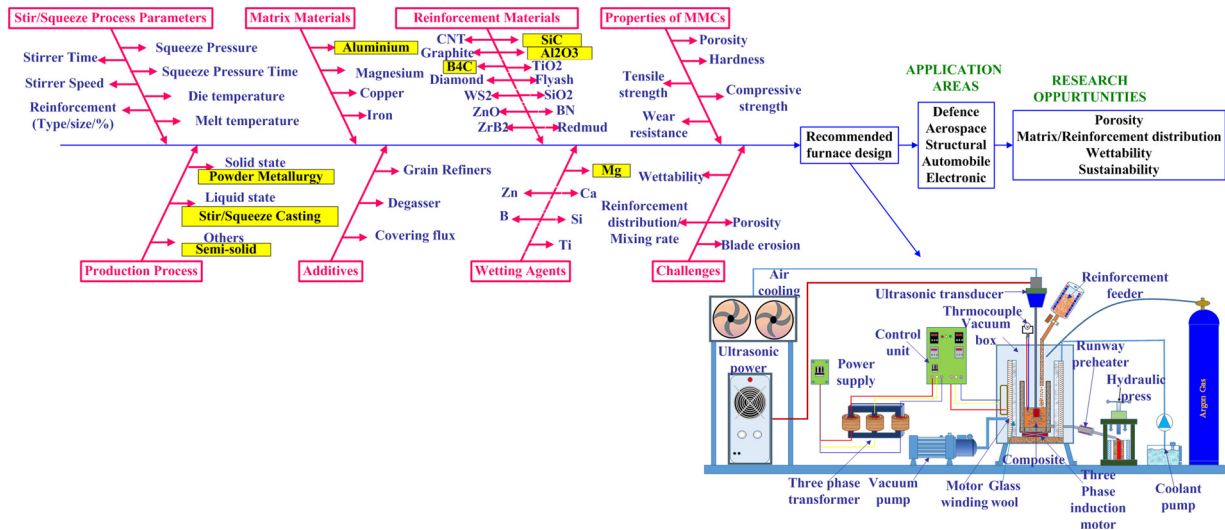 Stir/Squeeze Process Parameters
Squeeze Pressure
Stirrer Time
Squeeze Pressure Time
Stirrer Speed
Die temperature
Reinforcement
(Type/size/%)
Melt temperature
Matrix Materials
Aluminium
Magnesium
Copper
Iron
Reinforcement Materials
CNT
SiC
Graphite
Al2O3
B4C
TiO2
Diamond
Flyash
WS2
SiO2
ZnO
BN
ZrB2
Redmud
Properties of MMCs
Porosity
Hardness
Tensile
strength
Compressive
strength
Wear
resistance
Solid state
Powder Metallurgy
Liquid state
Stir/Squeeze Casting
Others
Semi-solid
Production Process
Grain Refiners
Degasser
Covering flux
Additives
Mg
Zn
Ca
B
Si
Ti
Wetting Agents
Wettability
Reinforcement
distribution/
Mixing rate
Porosity
Blade erosion
Challenges
Recommended
furnace design
APPLICATION
AREAS
Defence
Aerospace
Structural
Automobile
Electronic
RESEARCH
OPPURTUNITIES
Porosity
Matrix/Reinforcement distribution
Wettability
Sustainability
Air
cooling
Ultrasonic transducer
Reinforcement
feeder
Thrmocouple
Vacuum
box
Control
unit
Runway
preheater
Ultrasonic
power
Power
supply
Hydraulic
press
Argon Gas
Composite
Three phase
transformer
Vacuum
pump
Motor
winding
Glass
wool
Three
Phase
induction
motor
Coolant
pump